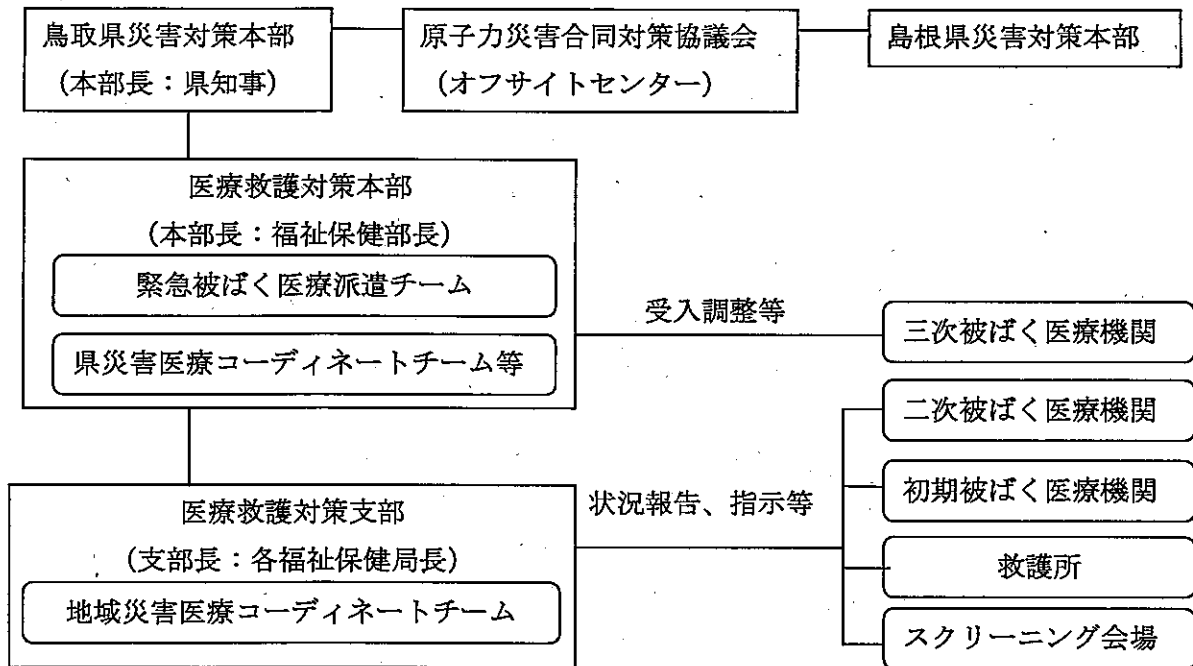 鳥取県災害対策本部
(本部長:県知事)
原子力災害合同対策協議会
(オフサイトセンター)
島根県災害対策本部
医療救護対策本部
(本部長:福祉保健部長)
緊急被ばく医療派遣チーム
県災害医療コーディネートチーム等
受入調整等
三次被ばく医療機関
二次被ばく医療機関
初期被ばく医療機関
救護所
スクリーニング会場
状況報告、指示等
医療救護対策支部
(支部長:各福祉保健局長)
地域災害医療コーディネートチーム